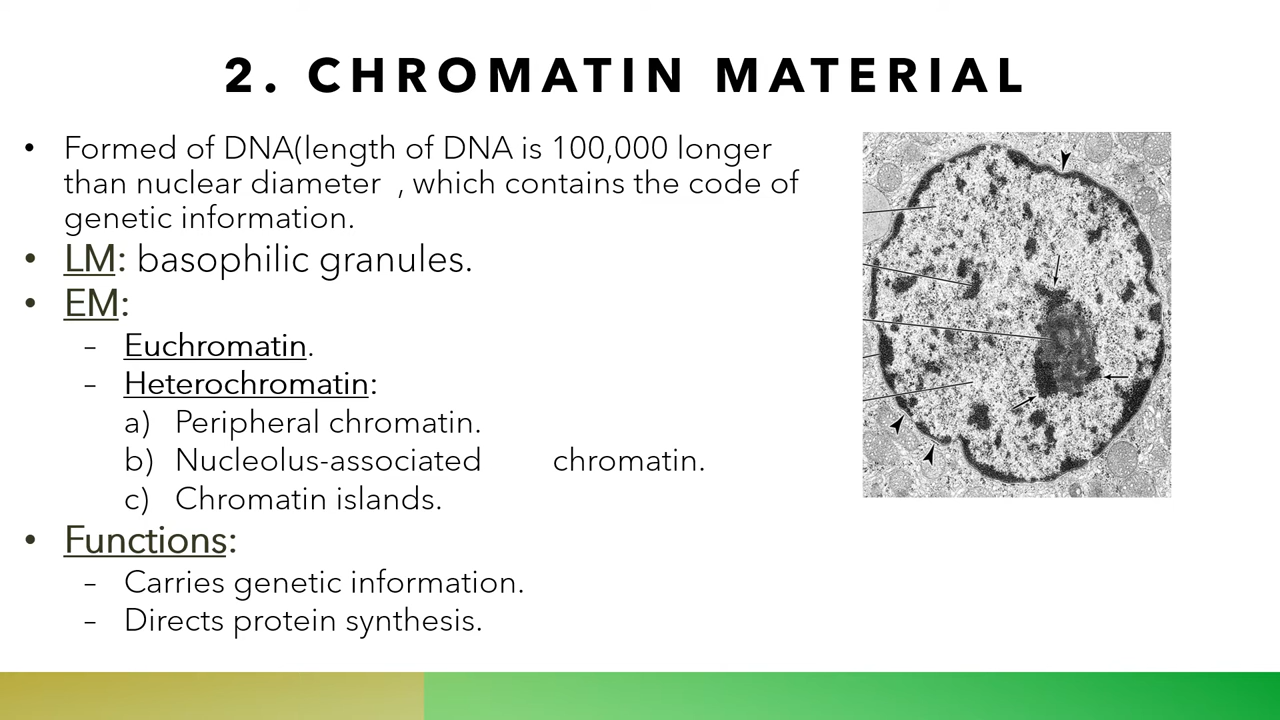 2. CHROMATIN MATERIAL
• Formed of DNA(length of DNA is 100,000 longer
than nuclear diameter , which contains the code of
genetic information.
• LM: basophilic granules.
• EM:
– Euchromatin.
– Heterochromatin:
a) Peripheral chromatin.
b) Nucleolus-associated chromatin.
c) Chromatin islands.
• Functions:
– Carries genetic information.
– Directs protein synthesis.